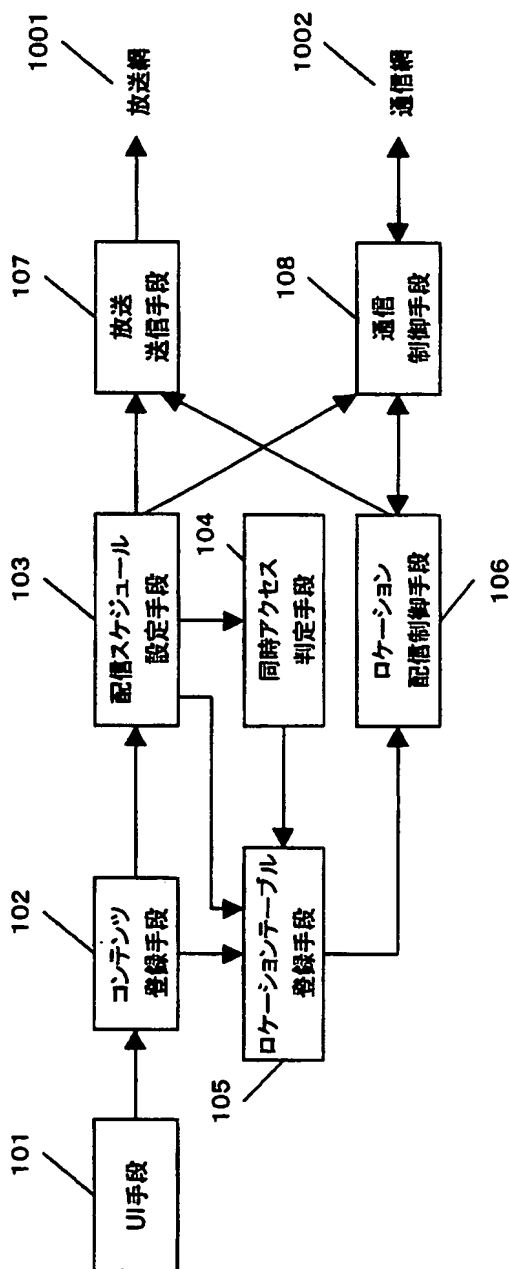 101
UI手段
102
コンテンツ
登録手段
103
配信スケジュール
設定手段
107
放送
送信手段
1001
放送網
104
同時アクセス
判定手段
105
ロケーションテーブル
登録手段
106
ロケーション
配信制御手段
108
通信
制御手段
1002
通信網